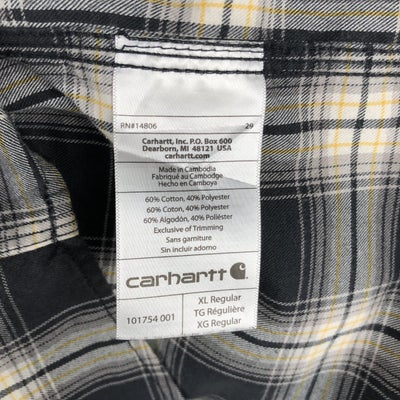 RN#14806 29
Carhartt, Inc. P.O. Box 600
Dearborn, MI 48121 USA
carhartt.com
Made in Cambodia
Fabriqué au Cambodge
Hecho en Camboya
60% Cotton, 40% Polyester
60% Coton, 40% Polyester
60% Algodón, 40% Poliéster
Exclusive of Trimming
Sans garniture
Sin incluir adorno
carhartt
101754 001
XL Regular
TG Régulière
XG Regular